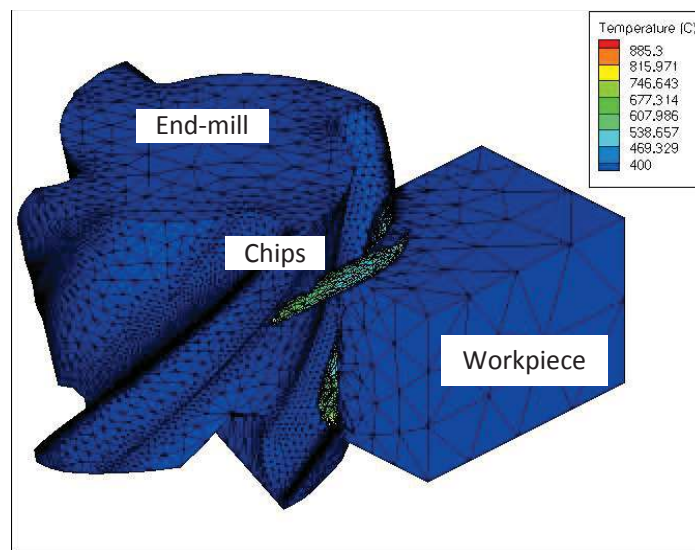 Temperature (C)
885.3
815.971
746.643
677.314
607.986
538.657
469.329
400
End-mill
Chips
Workpiece